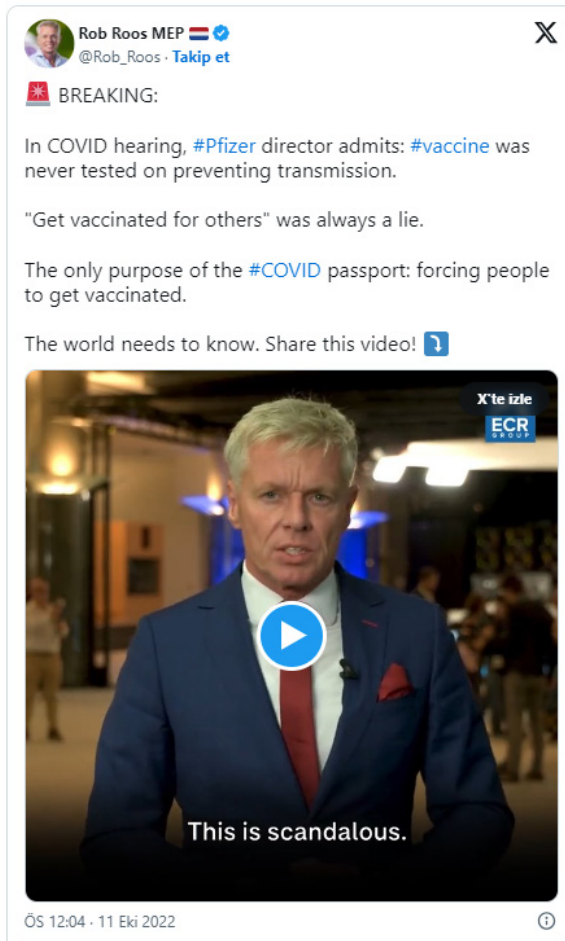 Rob Roos MEP
@Rob_Roos · Takip et
BREAKING:
In COVID hearing, #Pfizer director admits: #vaccine was
never tested on preventing transmission.
"Get vaccinated for others" was always a lie.
The only purpose of the #COVID passport: forcing people
to get vaccinated.
The world needs to know. Share this video!
X'te izle
ECR
GROUP
This is scandalous.
ÖS 12:04 · 11 Eki 2022